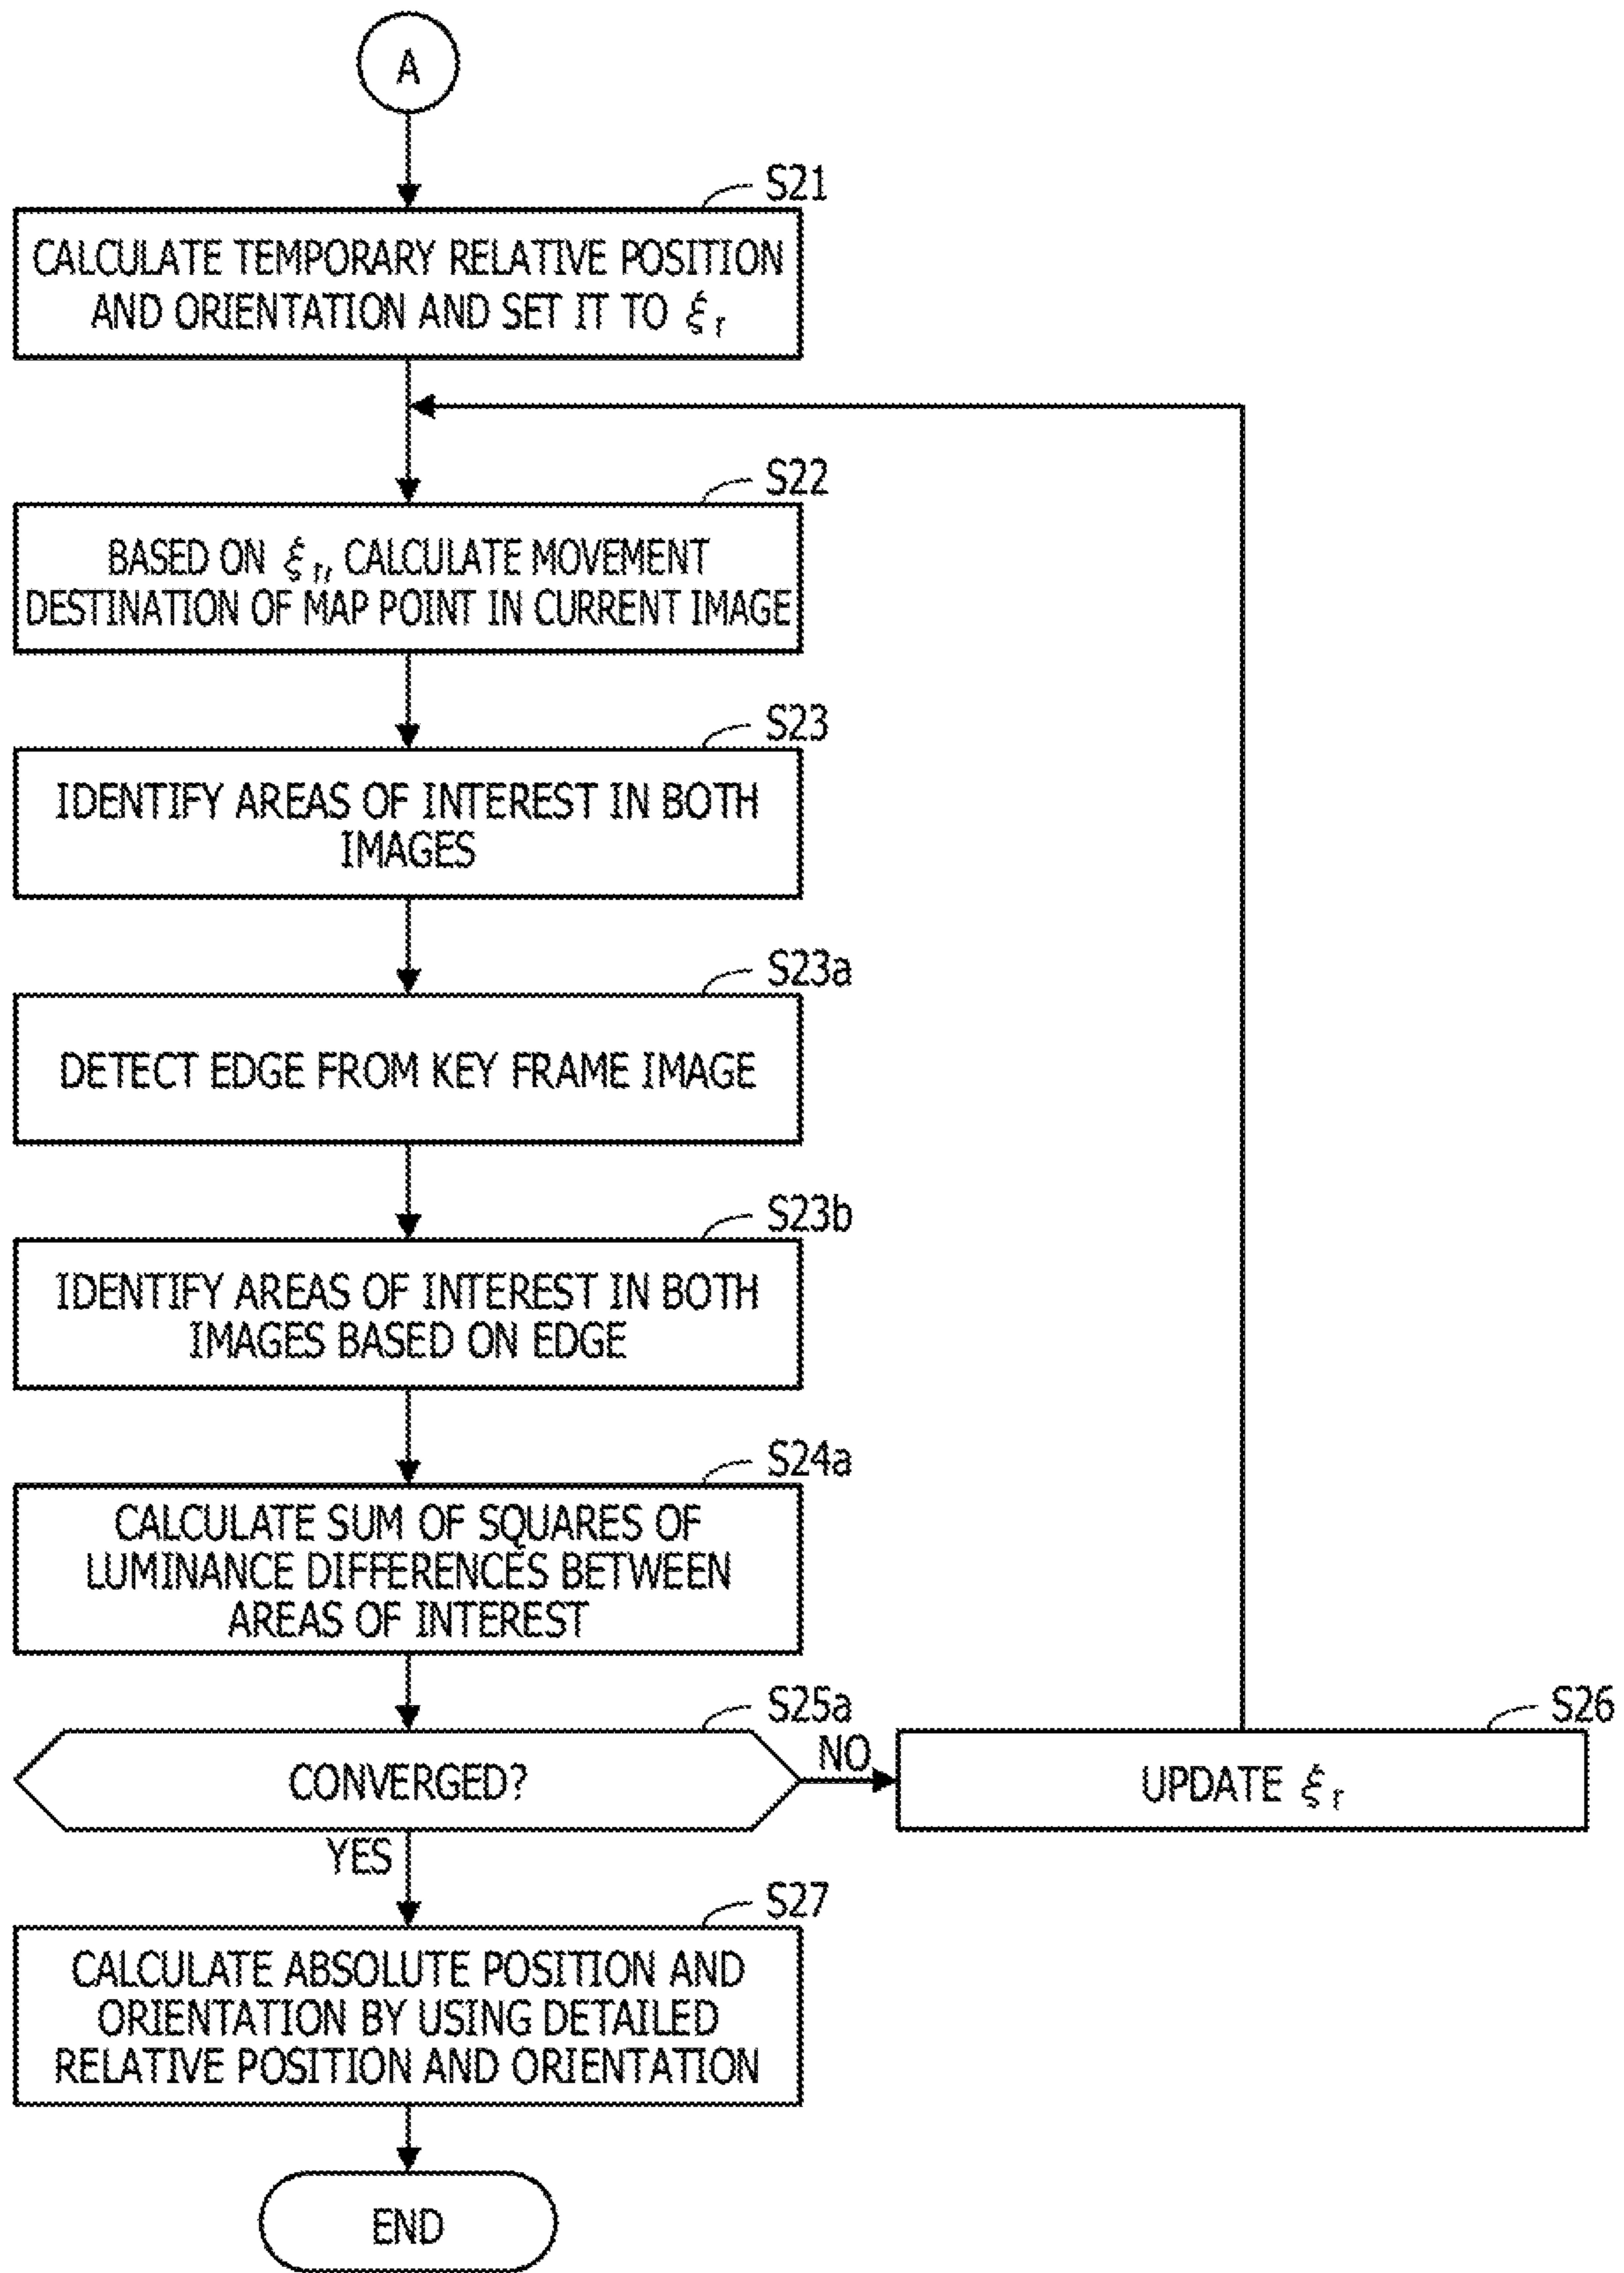 A
S21
CALCULATE TEMPORARY RELATIVE POSITION
AND ORIENTATION AND SET IT TO ξr
S22
BASED ON ξr, CALCULATE MOVEMENT
DESTINATION OF MAP POINT IN CURRENT IMAGE
S23
IDENTIFY AREAS OF INTEREST IN BOTH
IMAGES
S23a
DETECT EDGE FROM KEY FRAME IMAGE
S23b
IDENTIFY AREAS OF INTEREST IN BOTH
IMAGES BASED ON EDGE
S24a
CALCULATE SUM OF SQUARES OF
LUMINANCE DIFFERENCES BETWEEN
AREAS OF INTEREST
S25a
CONVERGED?
NO
S26
UPDATE ξr
YES
S27
CALCULATE ABSOLUTE POSITION AND
ORIENTATION BY USING DETAILED
RELATIVE POSITION AND ORIENTATION
END